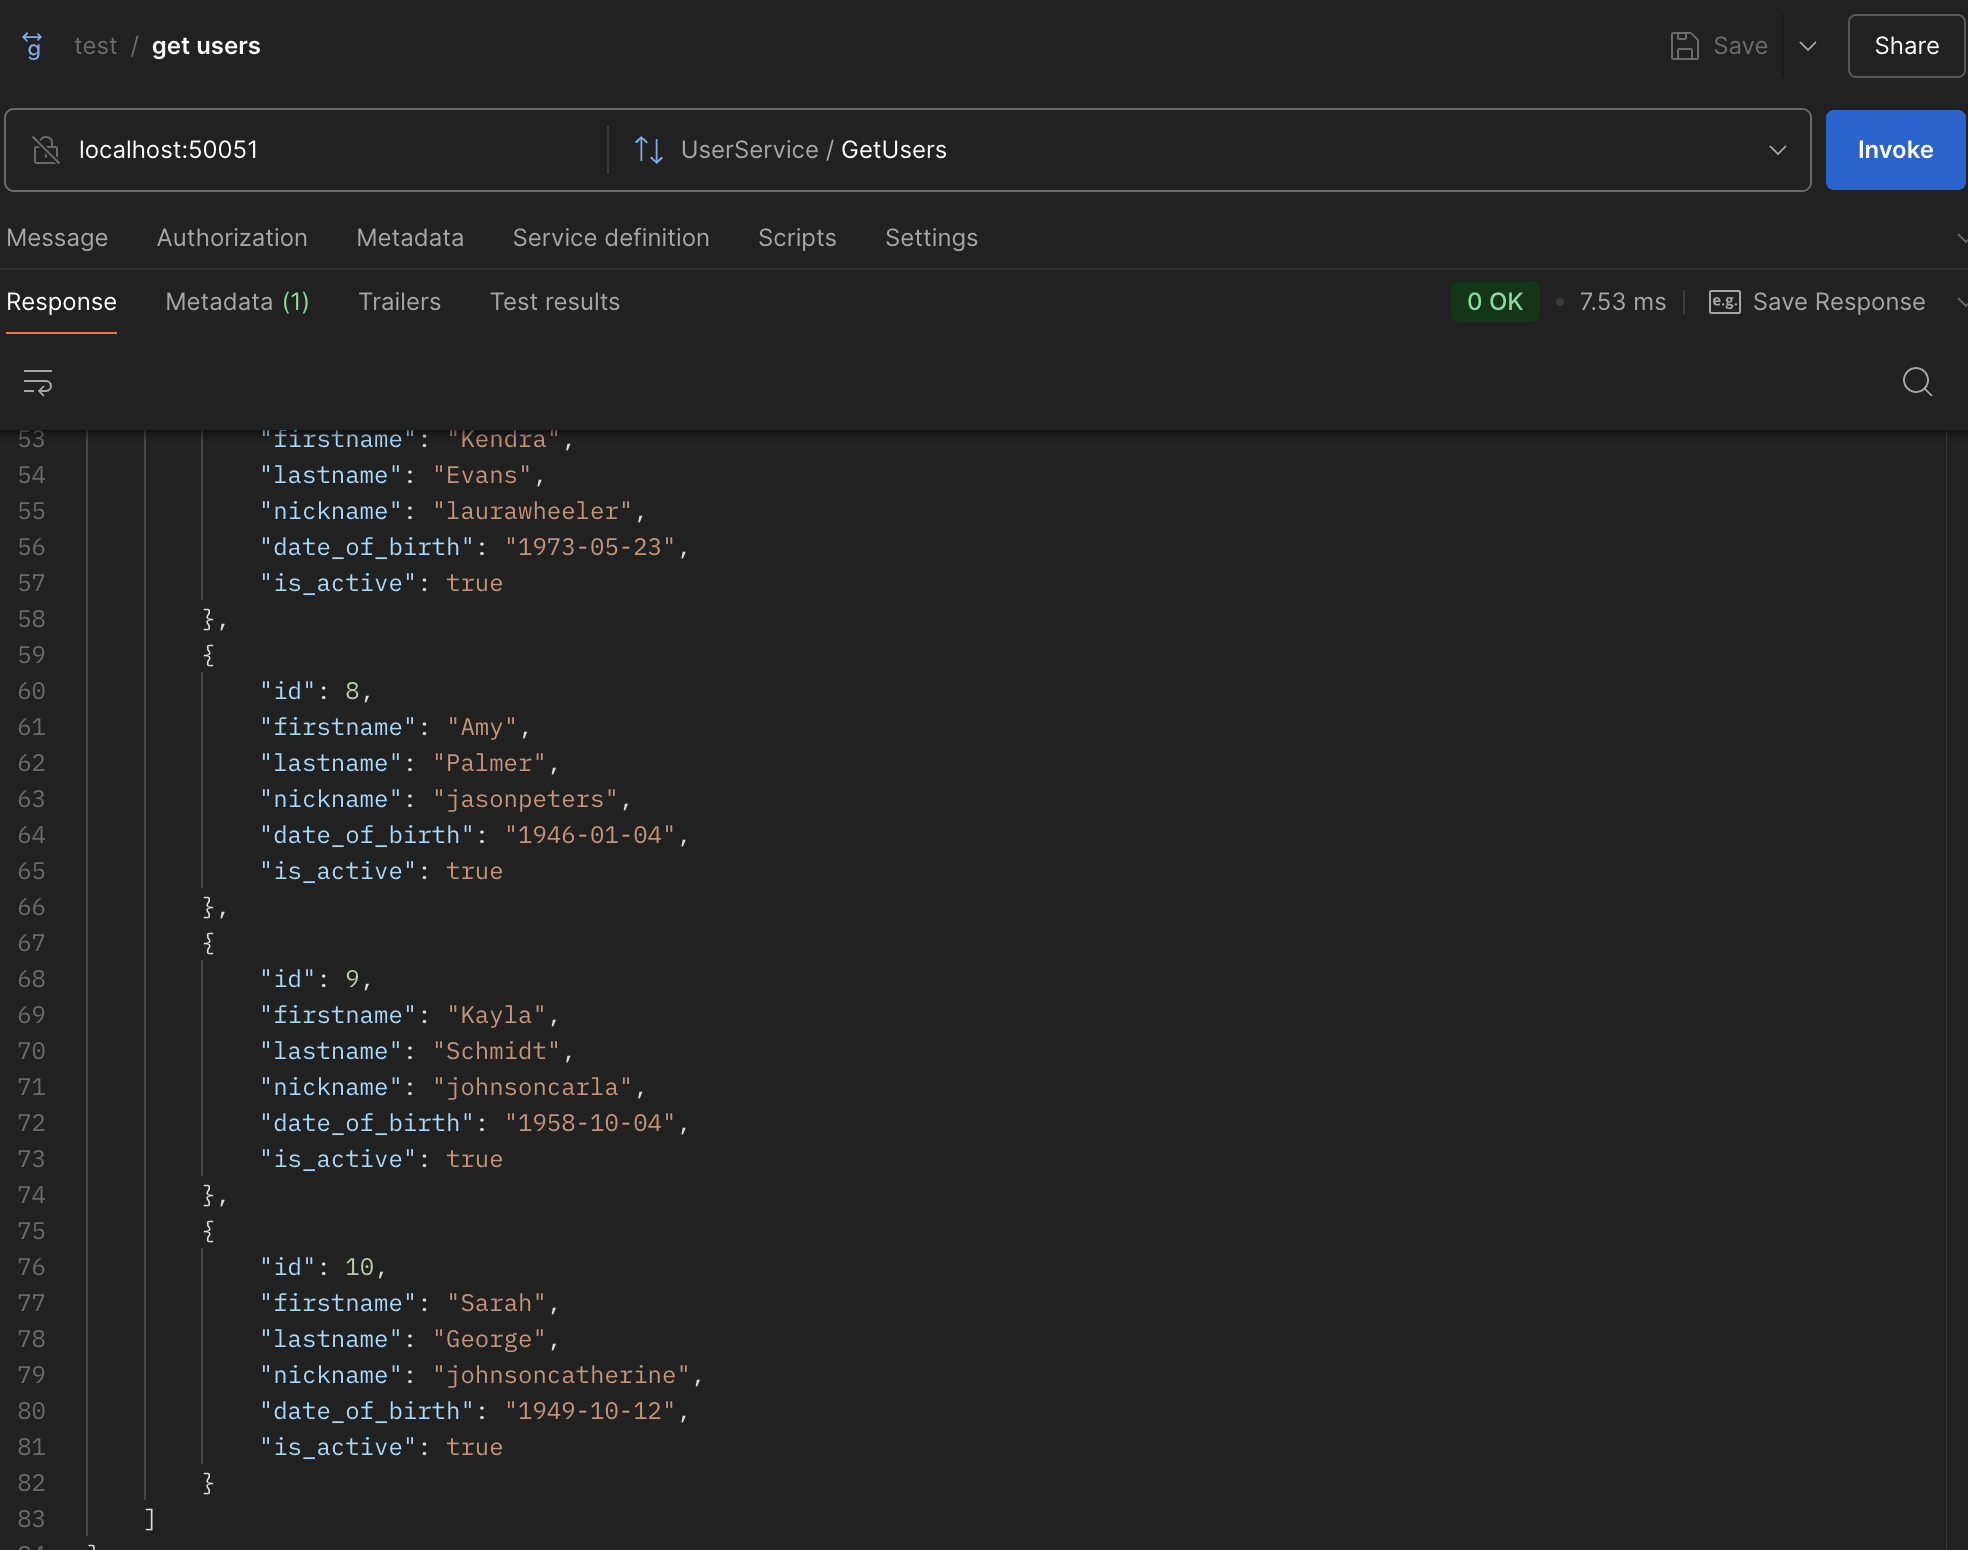 test / get users
Save
Share
localhost:50051
UserService / GetUsers
Invoke
Message Authorization Metadata Service definition Scripts Settings
Response Metadata (1) Trailers Test results
0 OK • 7.53 ms
e.g. Save Response
53 "firstname": "Kendra",
54 "lastname": "Evans",
55 "nickname": "laurawheeler",
56 "date_of_birth": "1973-05-23",
57 "is_active": true
58 },
59 {
60 "id": 8,
61 "firstname": "Amy",
62 "lastname": "Palmer",
63 "nickname": "jasonpeters",
64 "date_of_birth": "1946-01-04",
65 "is_active": true
66 },
67 {
68 "id": 9,
69 "firstname": "Kayla",
70 "lastname": "Schmidt",
71 "nickname": "johnsoncarla",
72 "date_of_birth": "1958-10-04",
73 "is_active": true
74 },
75 {
76 "id": 10,
77 "firstname": "Sarah",
78 "lastname": "George",
79 "nickname": "johnsoncatherine",
80 "date_of_birth": "1949-10-12",
81 "is_active": true
82 }
83 ]